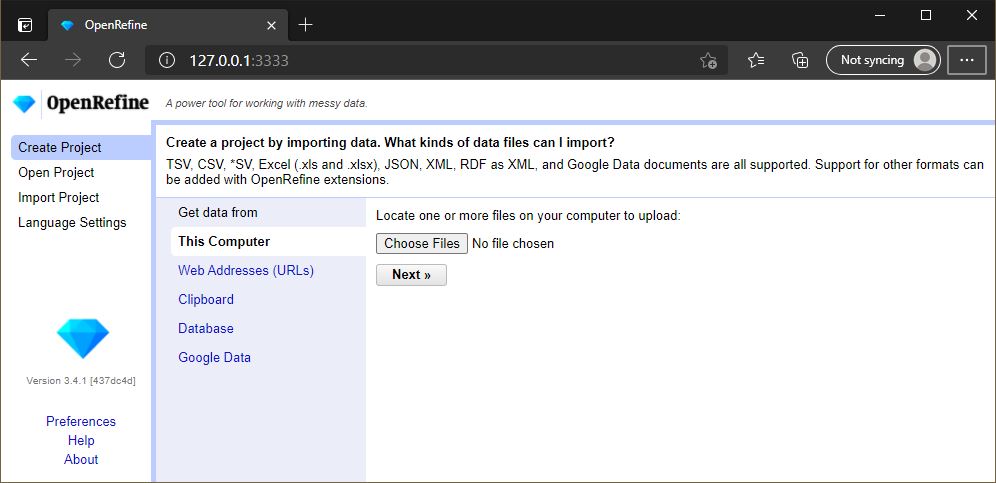 OpenRefine
127.0.0.1:3333
Not syncing
OpenRefine
A power tool for working with messy data.
Create Project
Open Project
Import Project
Language Settings
Version 3.4.1 [437dc4d]
Preferences
Help
About
Create a project by importing data. What kinds of data files can I import?
TSV, CSV, *SV, Excel (.xls and .xlsx), JSON, XML, RDF as XML, and Google Data documents are all supported. Support for other formats can
be added with OpenRefine extensions.
Get data from
This Computer
Web Addresses (URLs)
Clipboard
Database
Google Data
Locate one or more files on your computer to upload:
Choose Files No file chosen
Next »